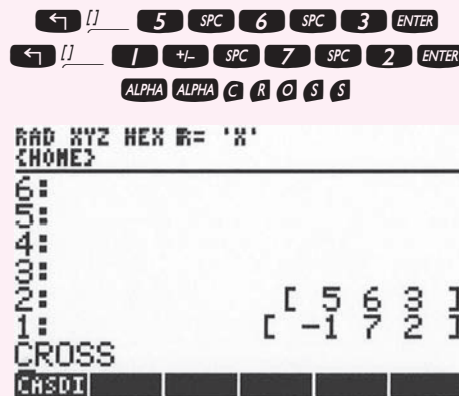 [] 5 SPC 6 SPC 3 ENTER
[] 1 +/– SPC 7 SPC 2 ENTER
ALPHA ALPHA C R O S S
RAD XYZ HEX R= 'X'
{HOME}
6:
5:
4:
3:
2: [ 5 6 3 ]
1: [ -1 7 2 ]
CROSS
CASDI